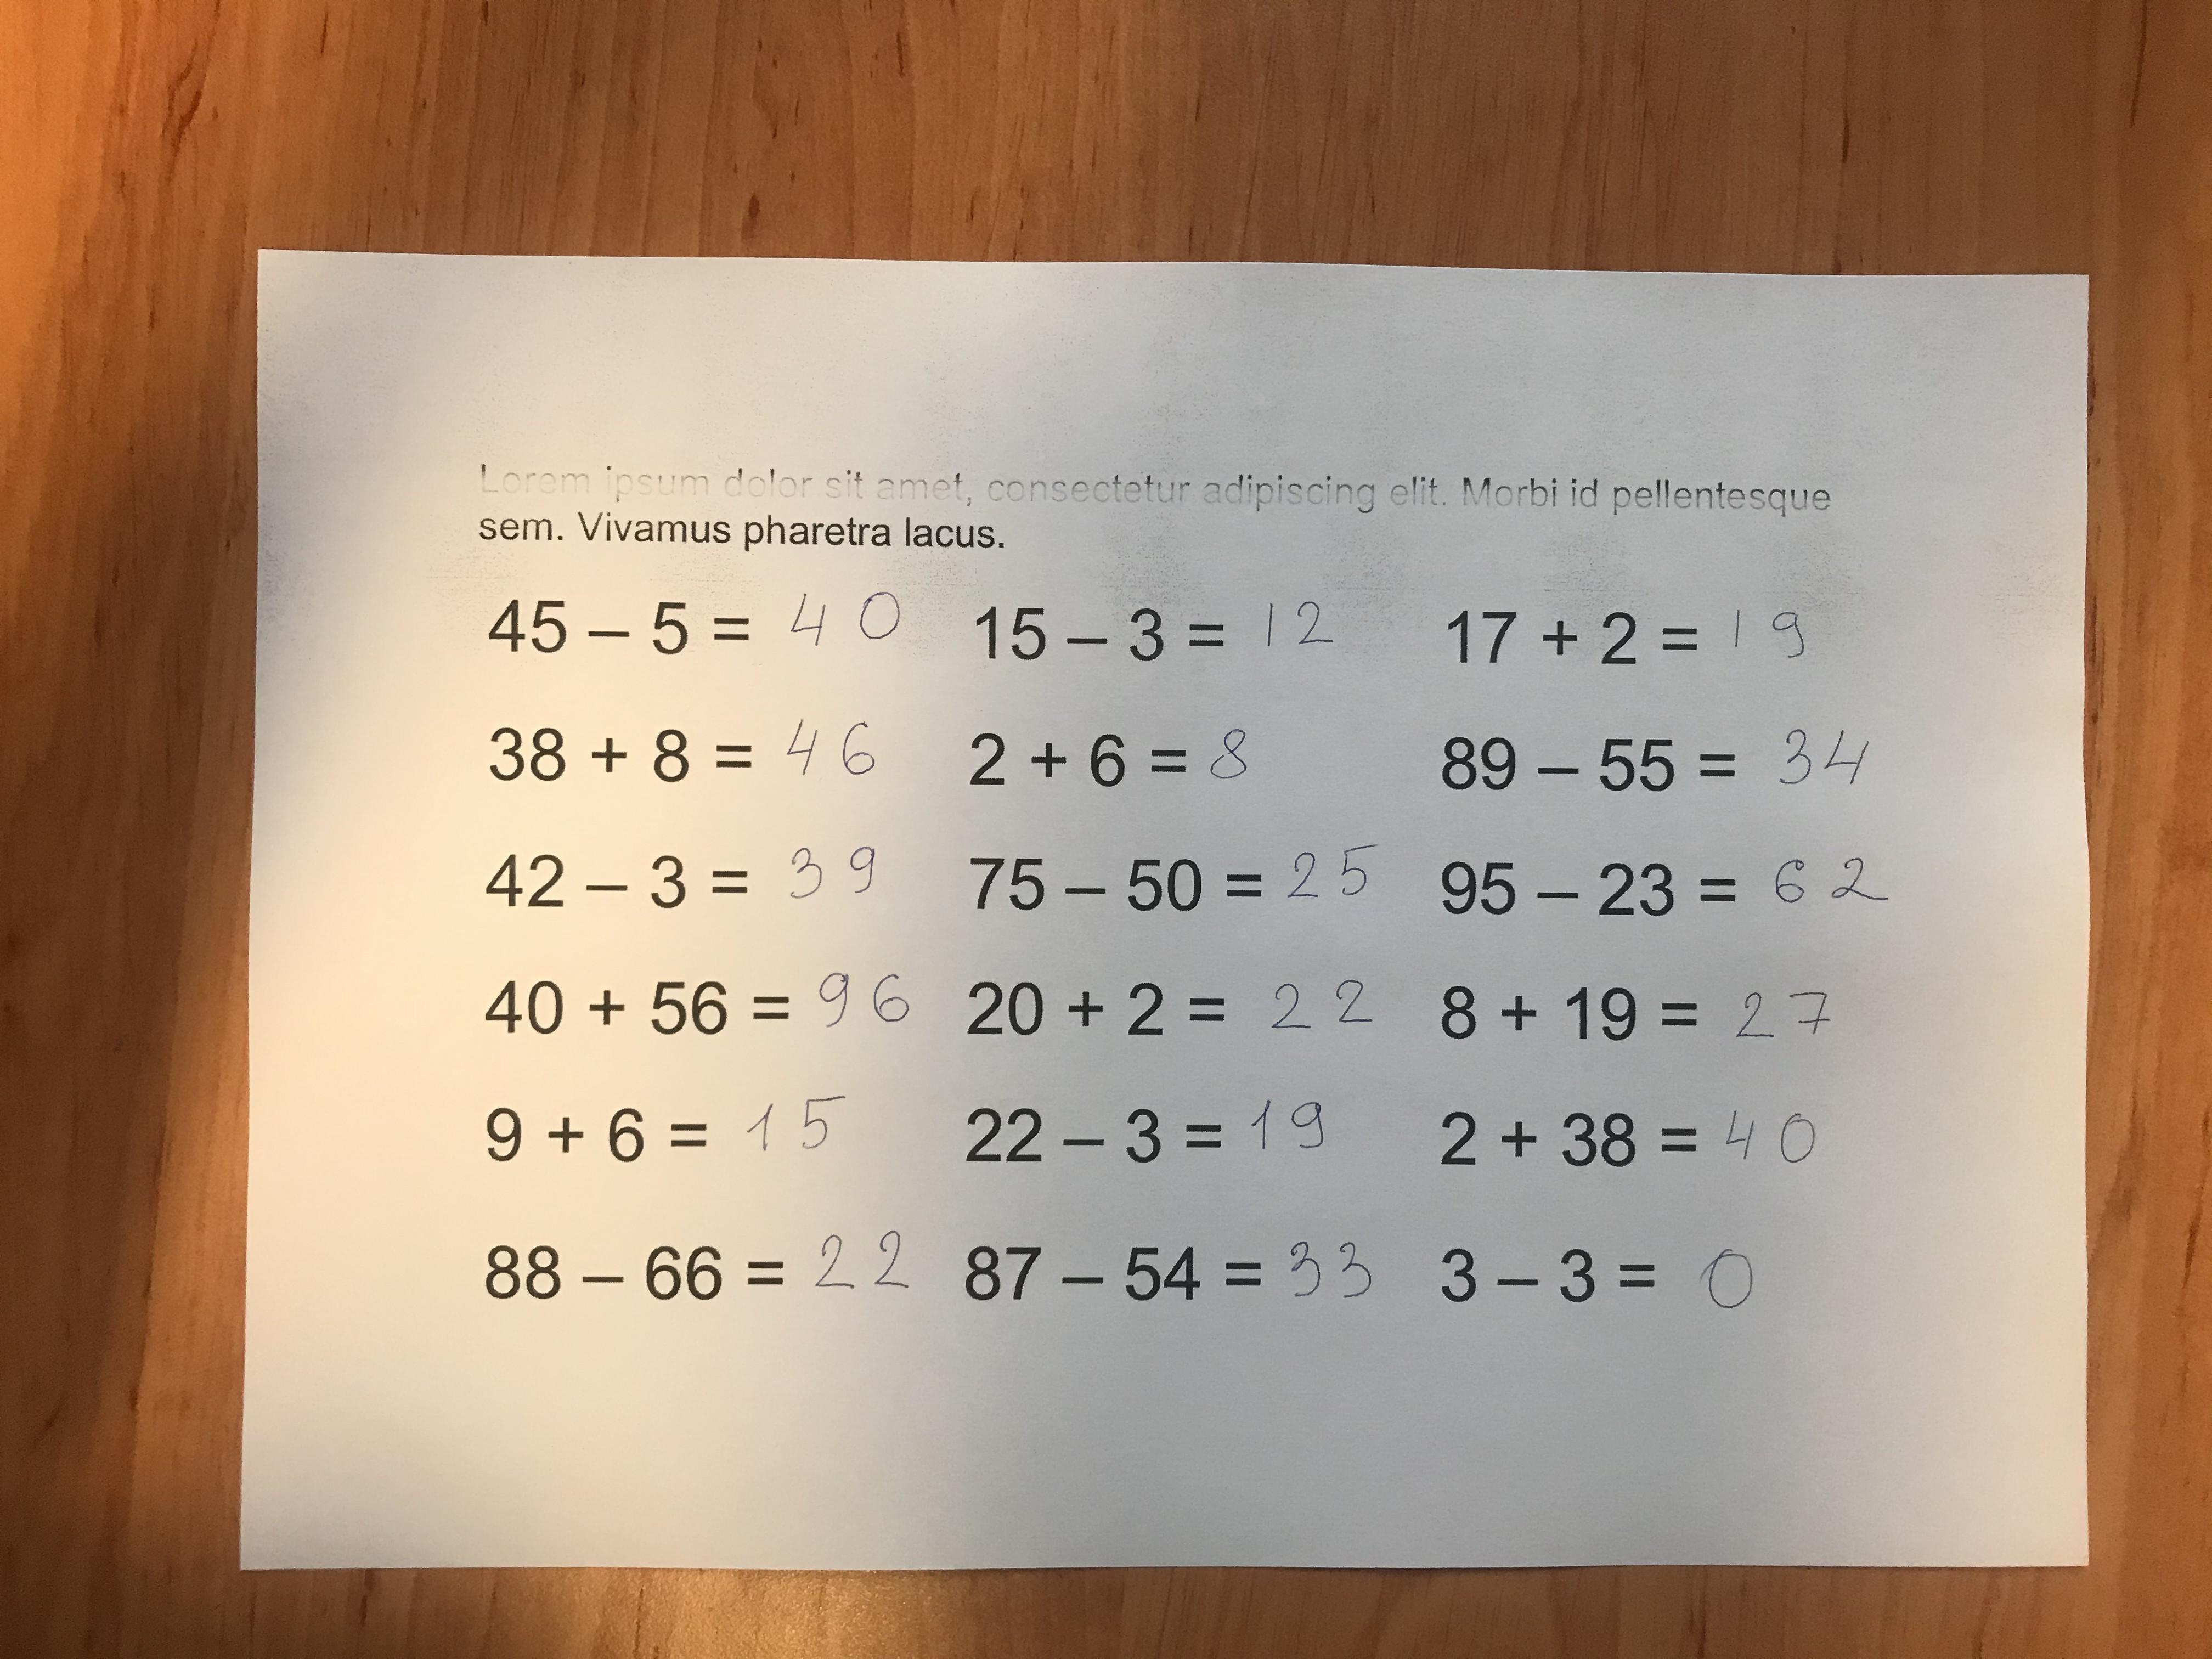 Lorem ipsum dolor sit amet, consectetur adipiscing elit. Morbi id pellentesque
sem. Vivamus pharetra lacus.
45 – 5 = 40 15 – 3 = 12 17 + 2 = 19
38 + 8 = 46 2 + 6 = 8 89 – 55 = 34
42 – 3 = 39 75 – 50 = 25 95 – 23 = 62
40 + 56 = 96 20 + 2 = 22 8 + 19 = 27
9 + 6 = 15 22 – 3 = 19 2 + 38 = 40
88 – 66 = 22 87 – 54 = 33 3 – 3 = 0